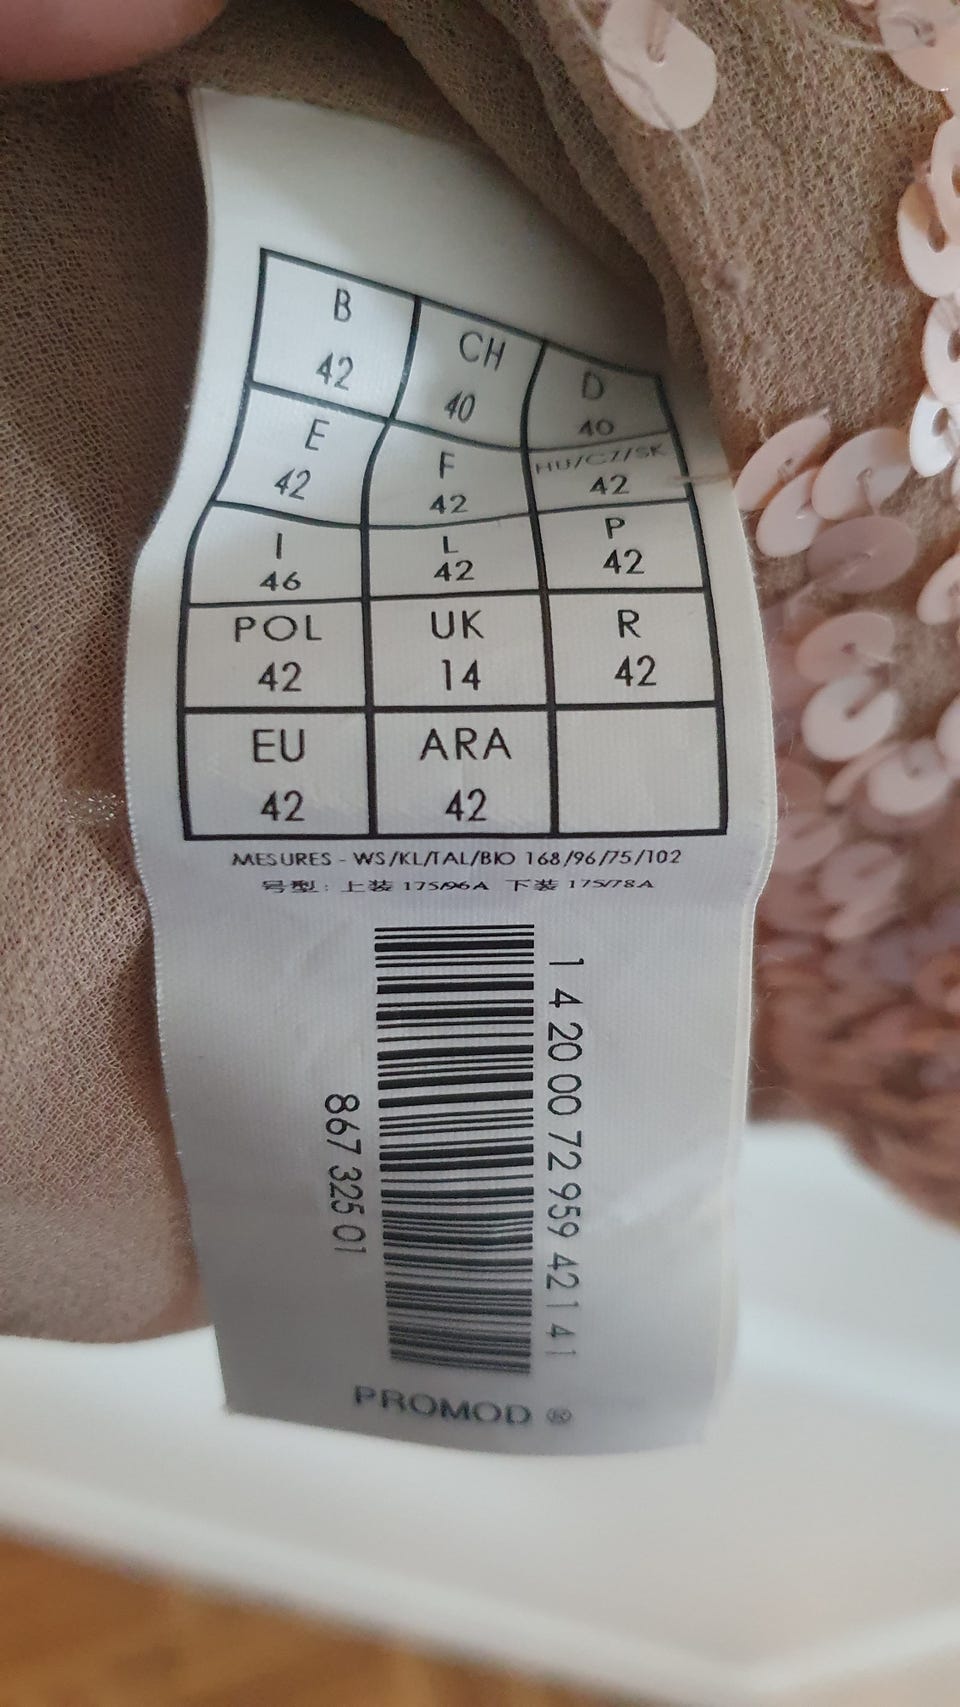 B CH D
42 40 40
E F HU/CZ/SK
42 42 42
I L P
46 42 42
POL UK R
42 14 42
EU ARA
42 42
MESURES - WS/KL/TAL/BIO 168/96/75/102
号型: 上装 175/96A 下装 175/78A
1 4 20 00 72 959 42 1 4 1
867 325 01
PROMOD ®